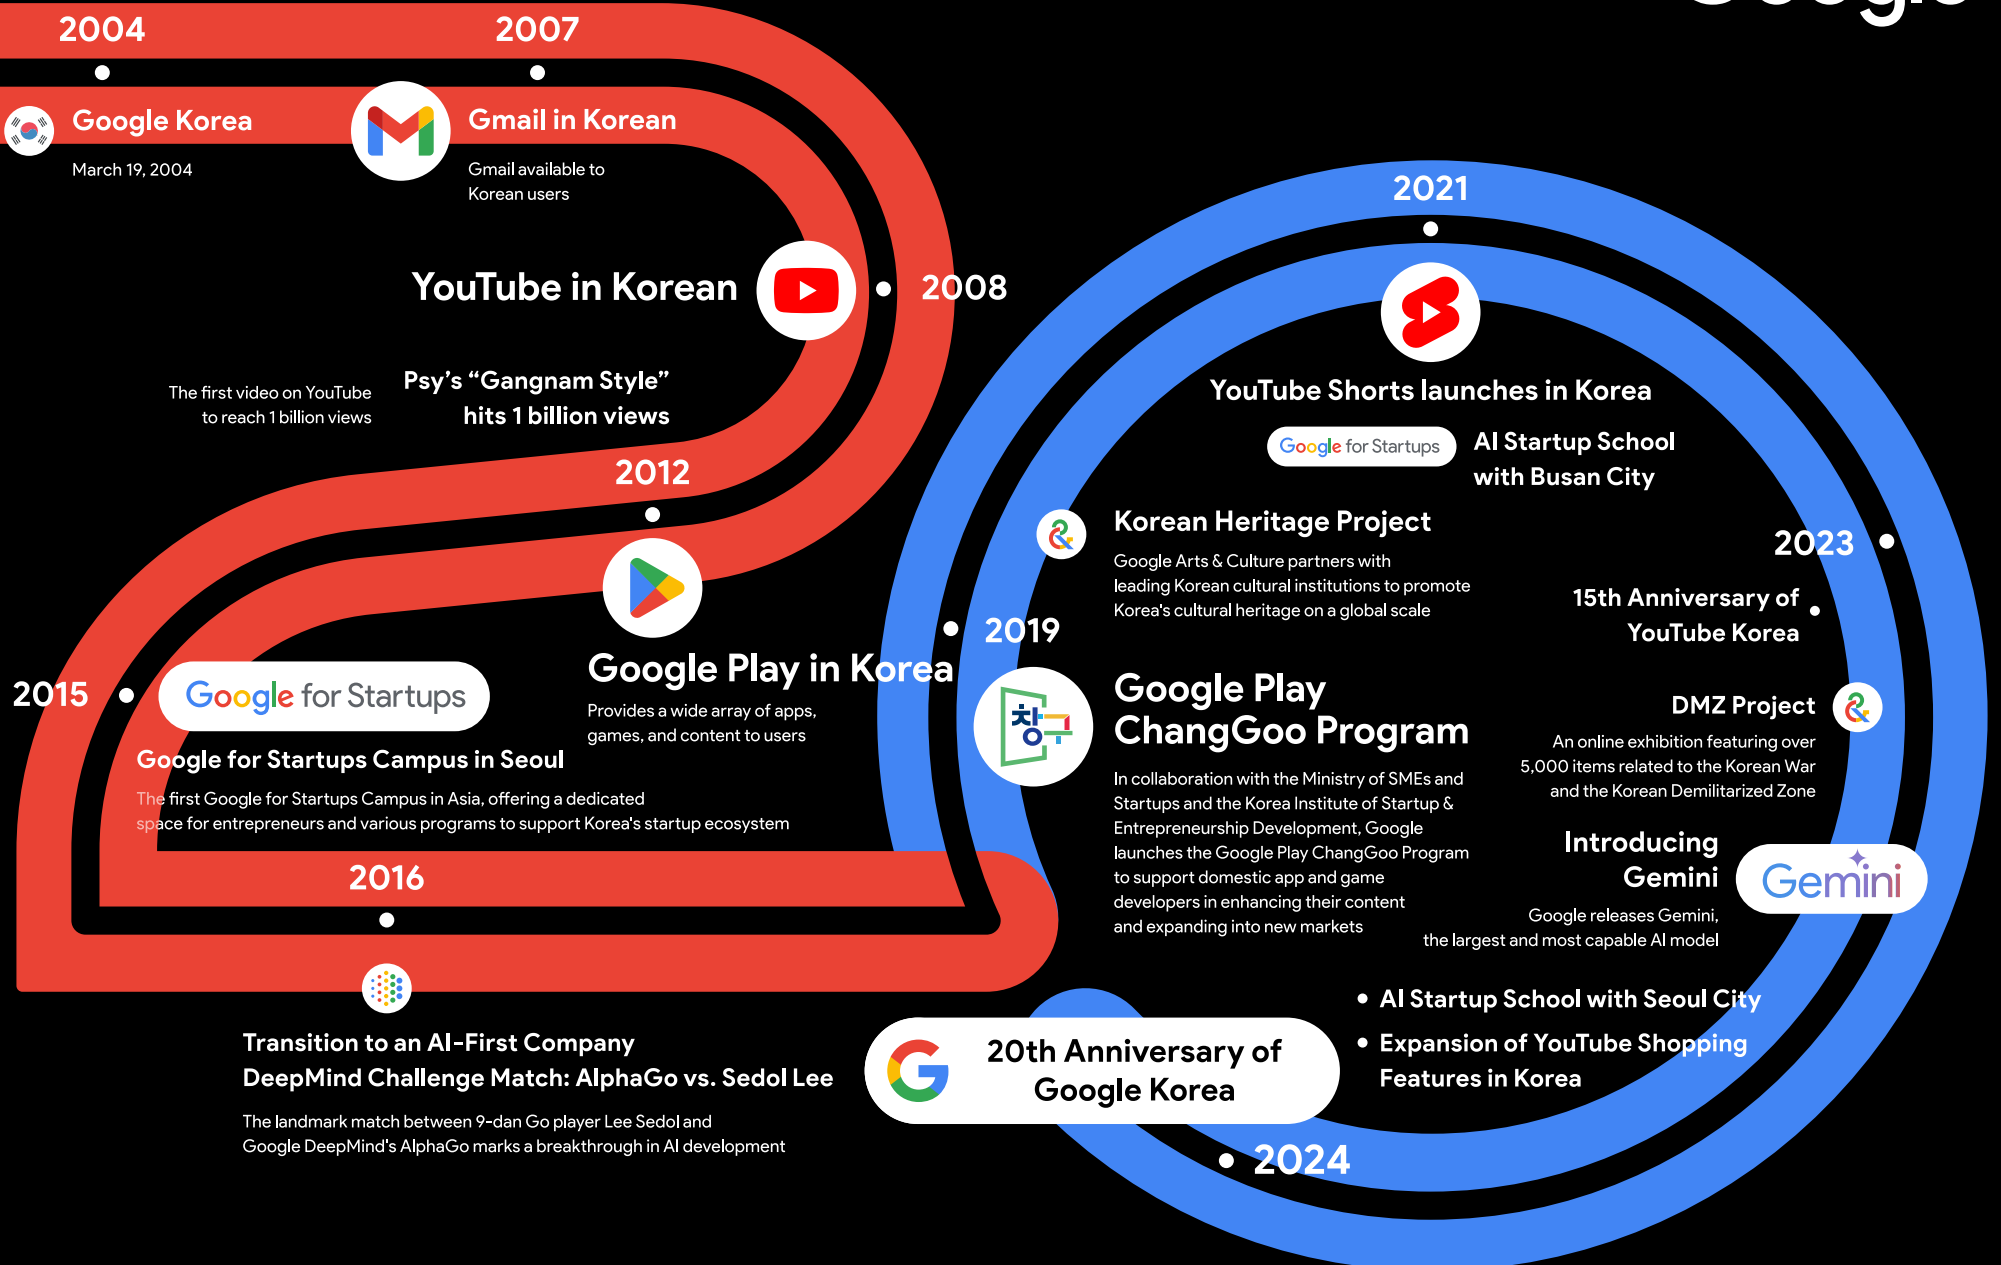 Google
2004
Google Korea
March 19, 2004
2007
Gmail in Korean
Gmail available to
Korean users
2008
YouTube in Korean
2012
Psy's “Gangnam Style”
hits 1 billion views
The first video on YouTube
to reach 1 billion views
Google Play in Korea
Provides a wide array of apps,
games, and content to users
2015
Google for Startups
Google for Startups Campus in Seoul
The first Google for Startups Campus in Asia, offering a dedicated
space for entrepreneurs and various programs to support Korea's startup ecosystem
2016
Transition to an AI-First Company
DeepMind Challenge Match: AlphaGo vs. Sedol Lee
The landmark match between 9-dan Go player Lee Sedol and
Google DeepMind's AlphaGo marks a breakthrough in AI development
2019
Korean Heritage Project
Google Arts & Culture partners with
leading Korean cultural institutions to promote
Korea's cultural heritage on a global scale
창구
Google Play
ChangGoo Program
In collaboration with the Ministry of SMEs and
Startups and the Korea Institute of Startup &
Entrepreneurship Development, Google
launches the Google Play ChangGoo Program
to support domestic app and game
developers in enhancing their content
and expanding into new markets
2021
YouTube Shorts launches in Korea
Google for Startups
AI Startup School
with Busan City
2023
15th Anniversary of
YouTube Korea
DMZ Project
An online exhibition featuring over
5,000 items related to the Korean War
and the Korean Demilitarized Zone
Introducing
Gemini
Gemini
Google releases Gemini,
the largest and most capable AI model
• AI Startup School with Seoul City
• Expansion of YouTube Shopping
Features in Korea
2024
20th Anniversary of
Google Korea